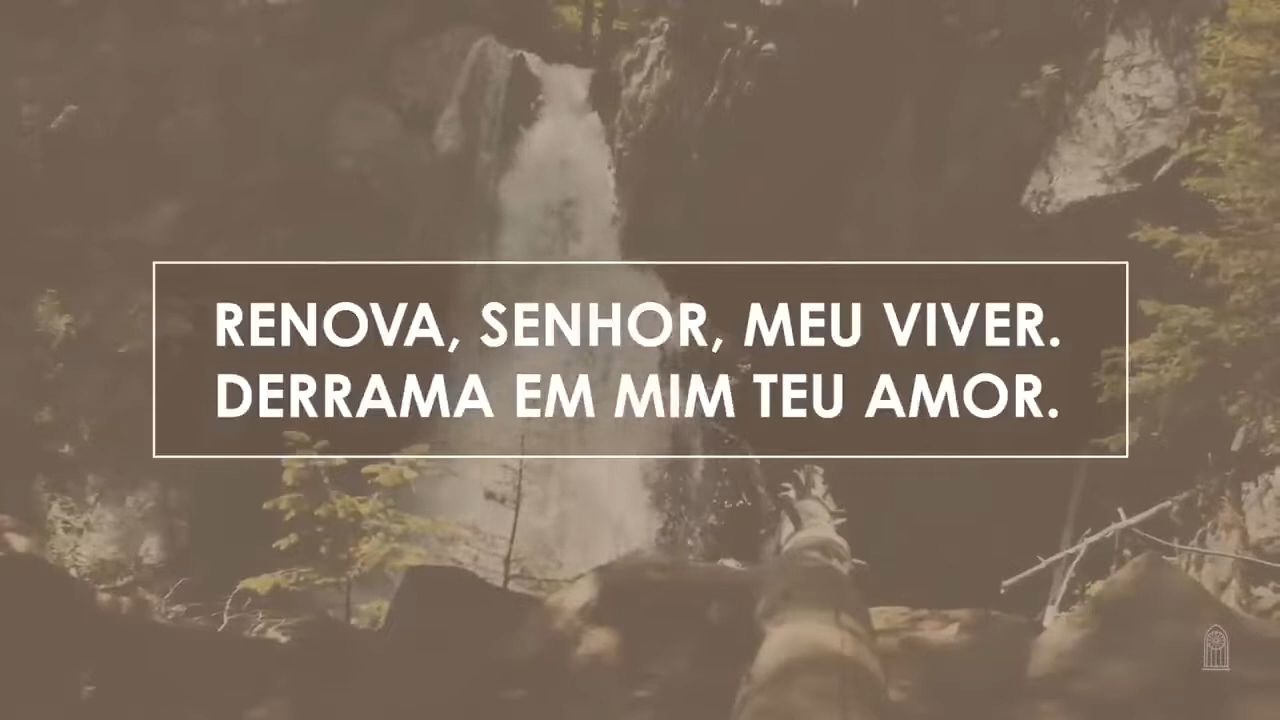 RENOVA, SENHOR, MEU VIVER.
DERRAMA EM MIM TEU AMOR.